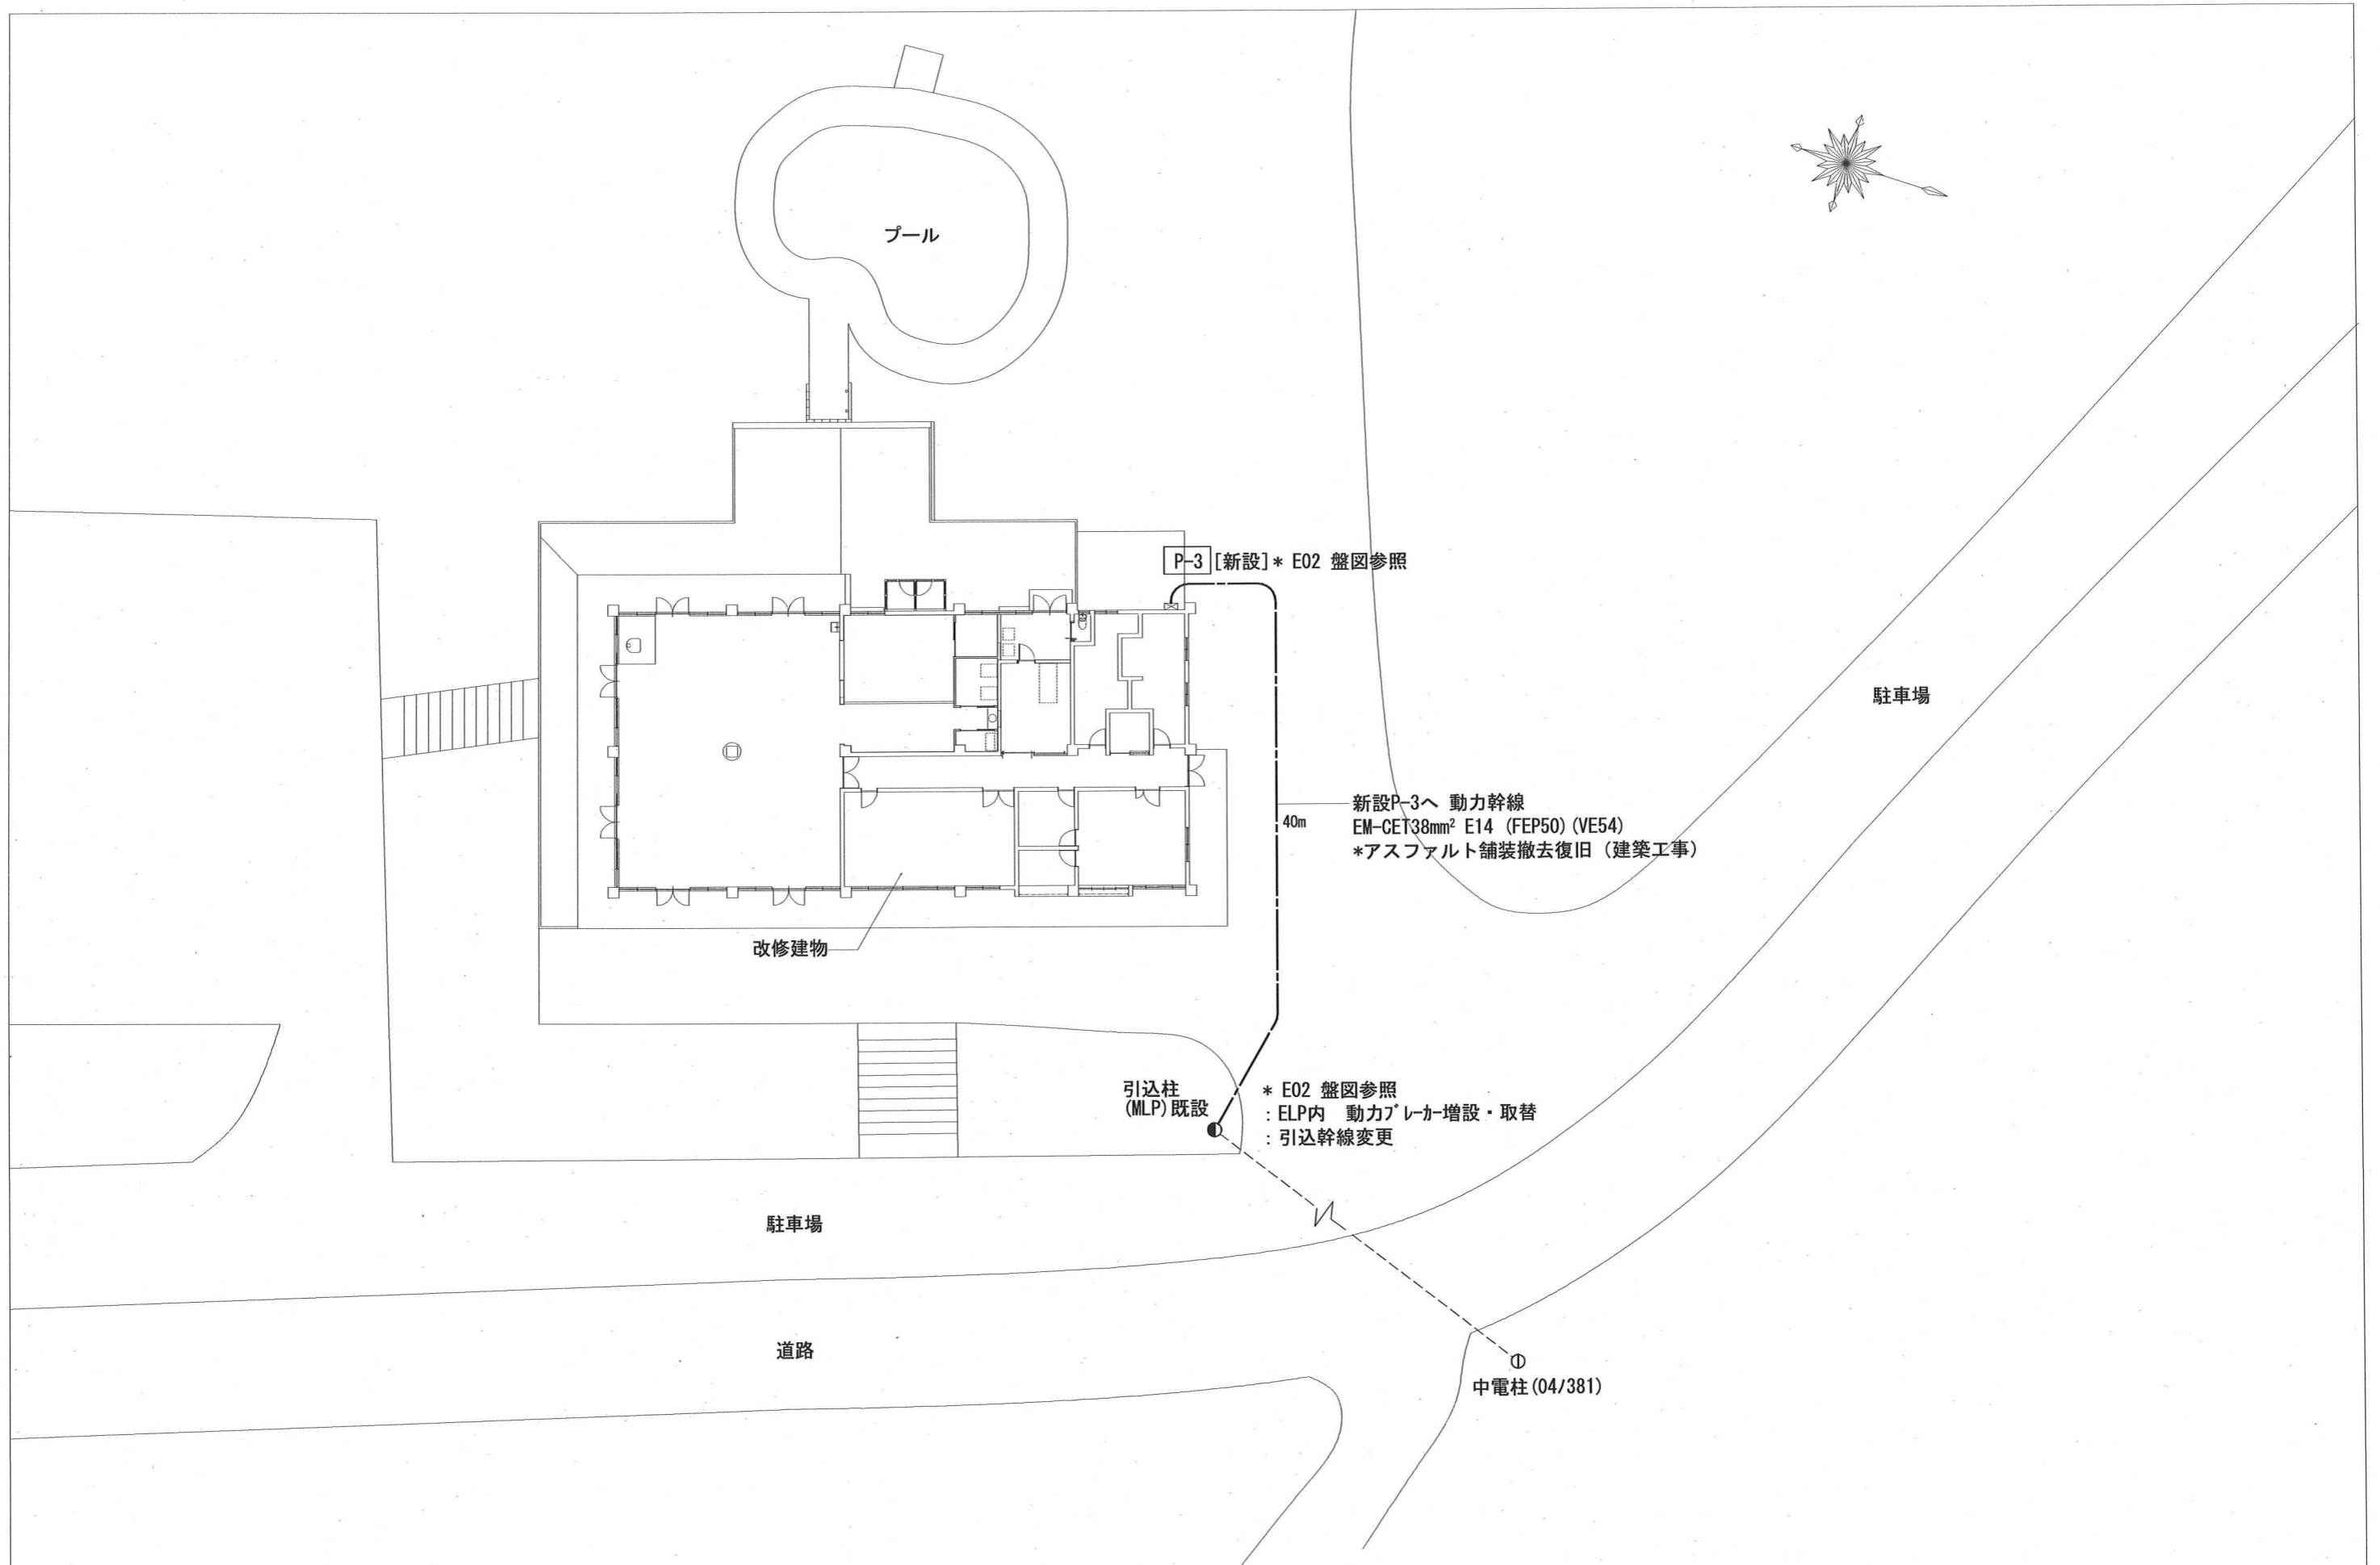 プール
P-3 [新設]* E02 盤図参照
駐車場
40m
新設P-3へ 動力幹線
EM-CET38mm² E14 (FEP50)(VE54)
*アスファルト舗装撤去復旧(建築工事)
改修建物
引込柱
(MLP)既設
* E02 盤図参照
: ELP内 動力ブレーカー増設・取替
: 引込幹線変更
駐車場
道路
中電柱(04/381)